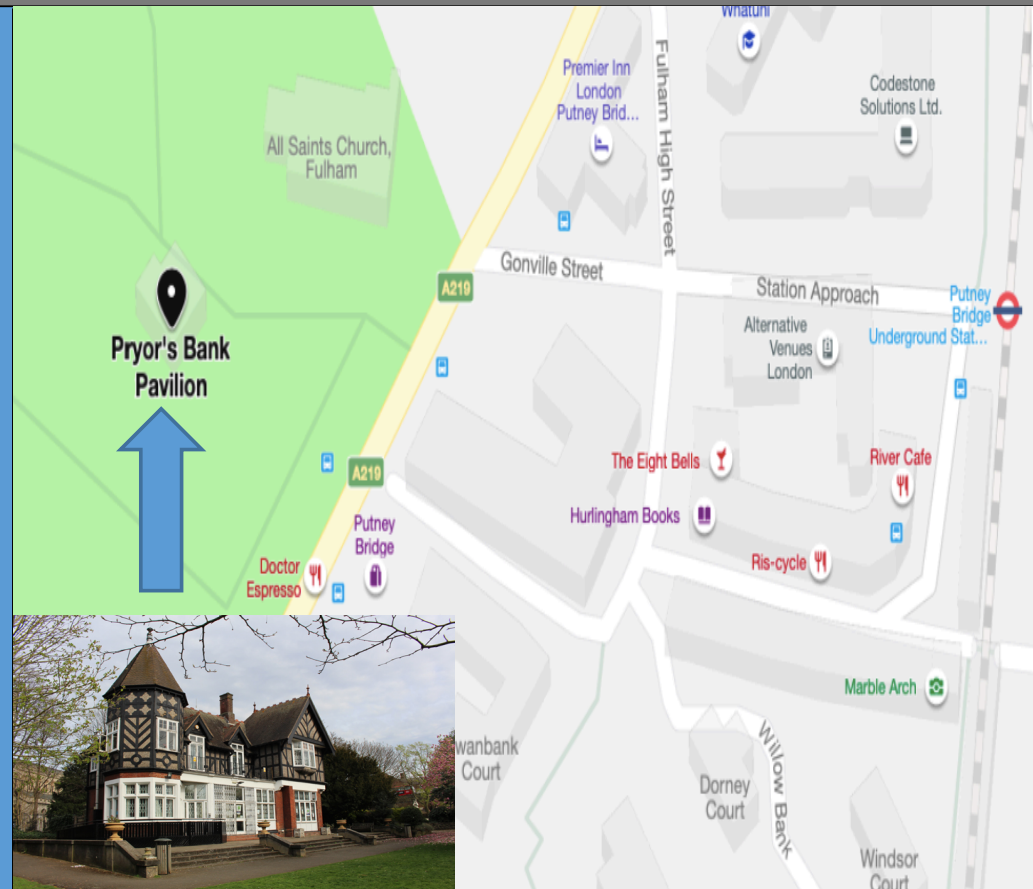 Whatuni
Premier Inn
London
Putney Brid...
Fulham High Street
Codestone
Solutions Ltd.
All Saints Church,
Fulham
Gonville Street
A219
Station Approach
Putney
Bridge
Underground Stat...
Pryor's Bank
Pavilion
Alternative
Venues
London
The Eight Bells
River Cafe
A219
Hurlingham Books
Putney
Bridge
Doctor
Espresso
Ris-cycle
Marble Arch
wanbank
Court
Willow Bank
Dorney
Court
Windsor
Court